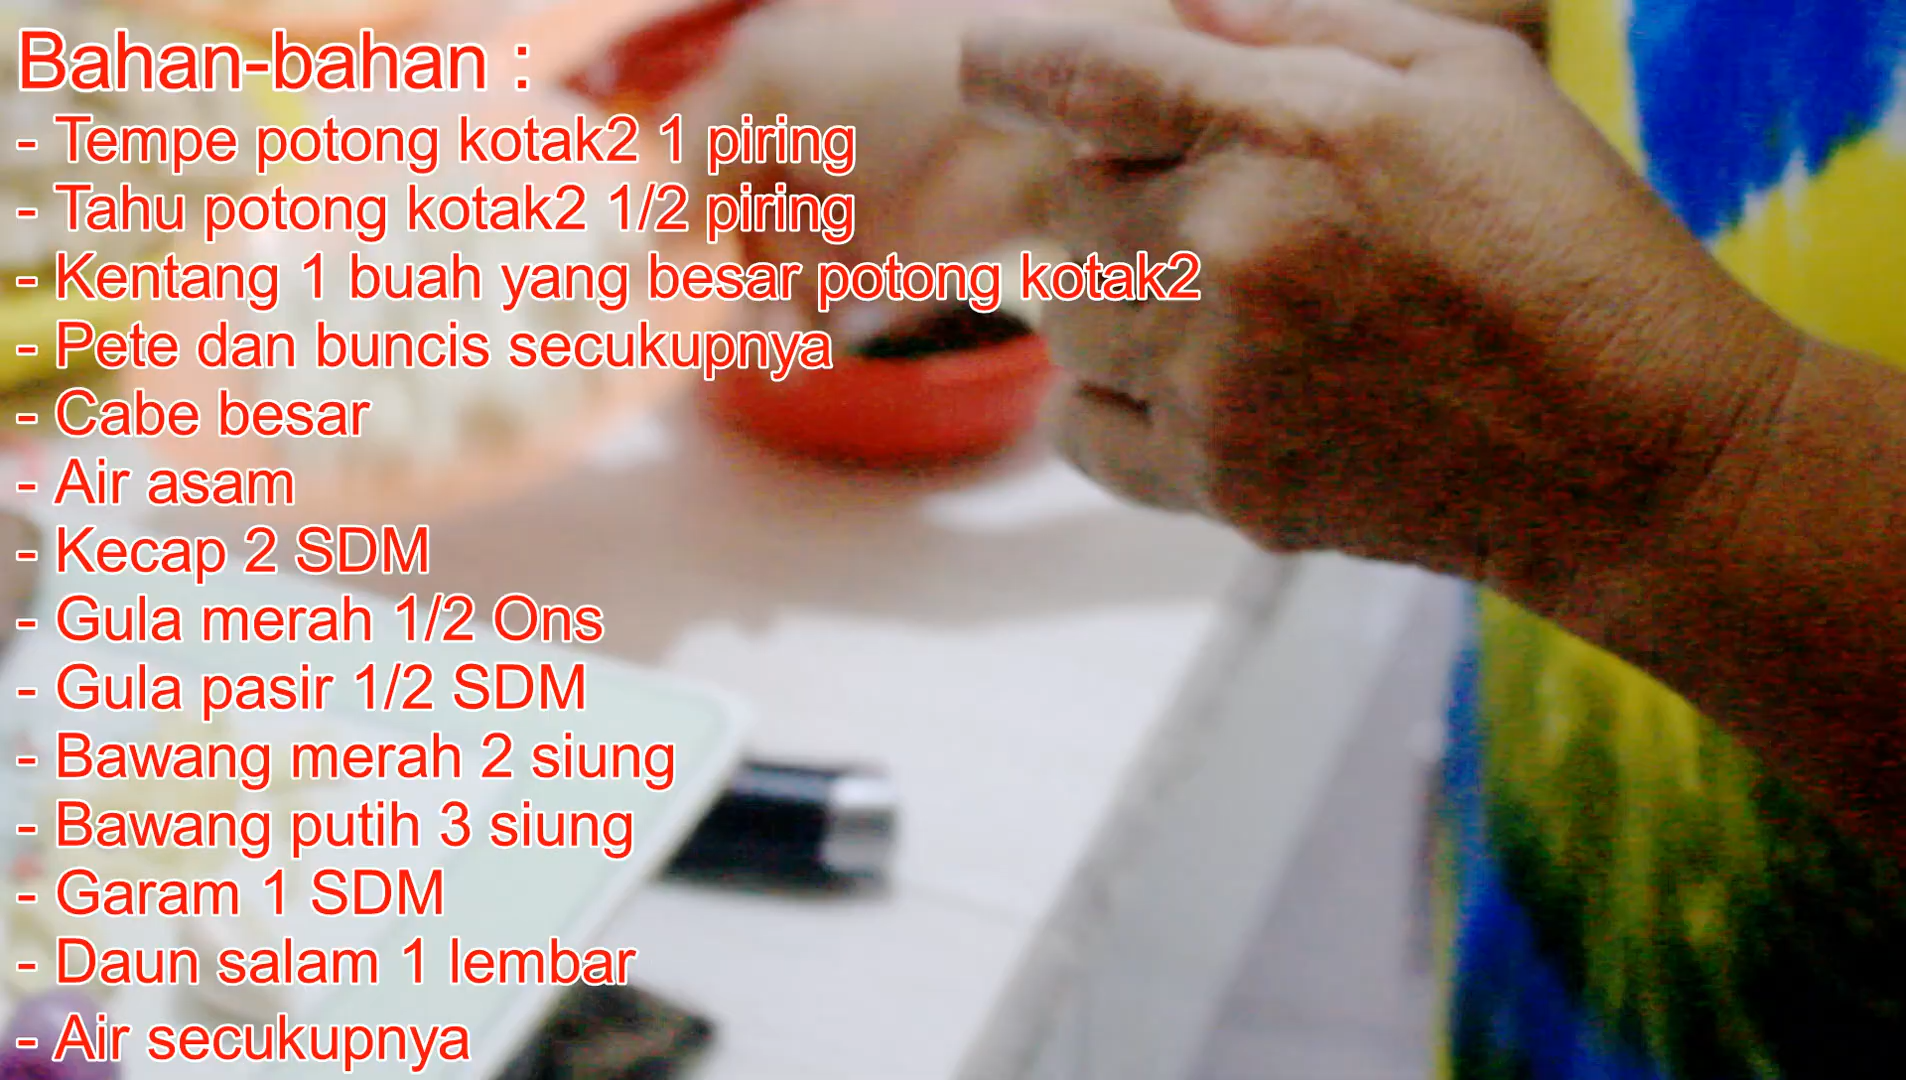 Bahan-bahan :
- Tempe potong kotak2 1 piring
- Tahu potong kotak2 1/2 piring
- Kentang 1 buah yang besar potong kotak2
- Pete dan buncis secukupnya
- Cabe besar
- Air asam
- Kecap 2 SDM
- Gula merah 1/2 Ons
- Gula pasir 1/2 SDM
- Bawang merah 2 siung
- Bawang putih 3 siung
- Garam 1 SDM
- Daun salam 1 lembar
- Air secukupnya